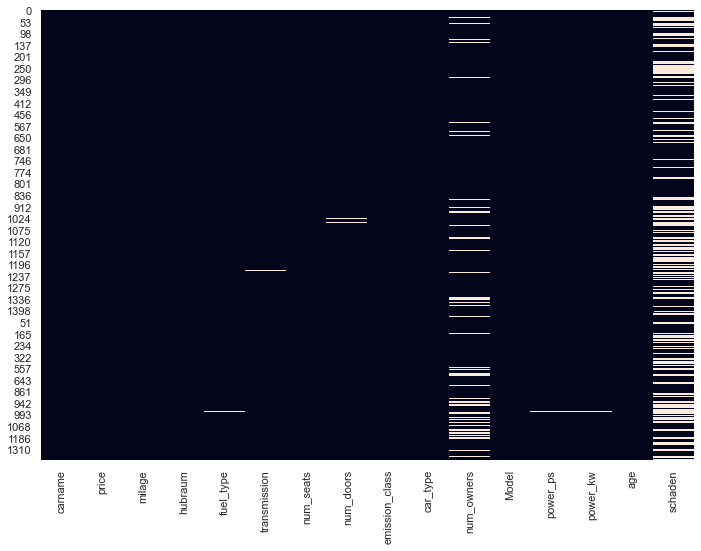 0
53
98
137
201
250
296
349
412
456
567
650
681
746
774
801
836
912
1024
1075
1120
1157
1196
1237
1275
1336
1398
51
165
234
322
557
643
861
942
993
1068
1186
1310
carname
price
milage
hubraum
fuel_type
transmission
num_seats
num_doors
emission_class
car_type
num_owners
Model
power_ps
power_kw
age
schaden